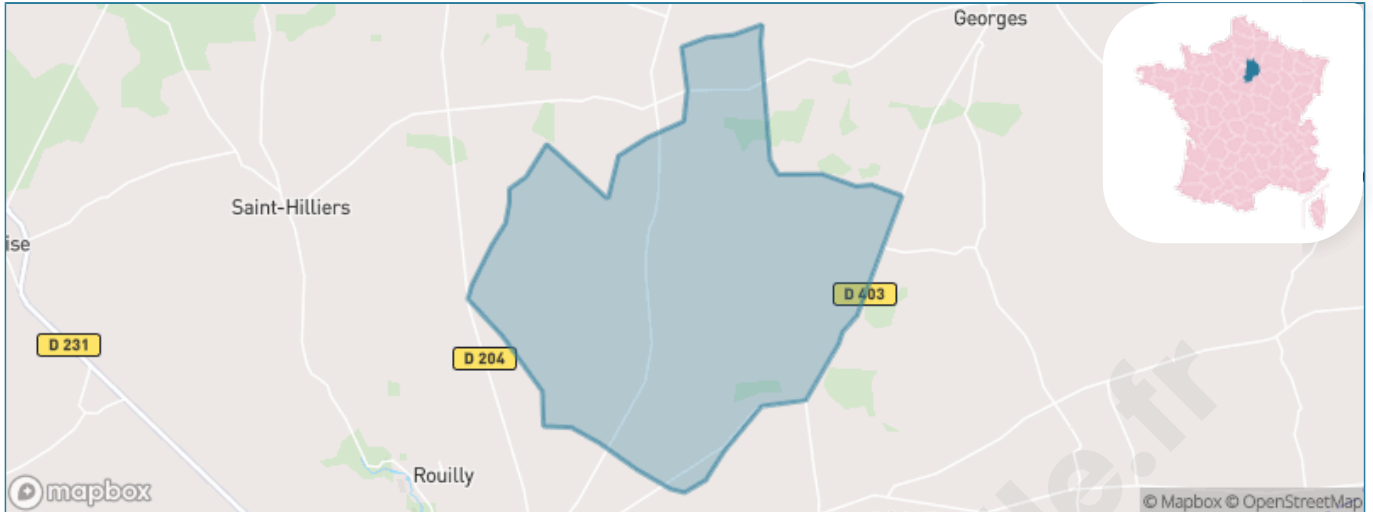 Georges
Saint-Hilliers
ise
D 403
D 231
D 204
Rouilly
mapbox
© Mapbox © OpenStreetMap